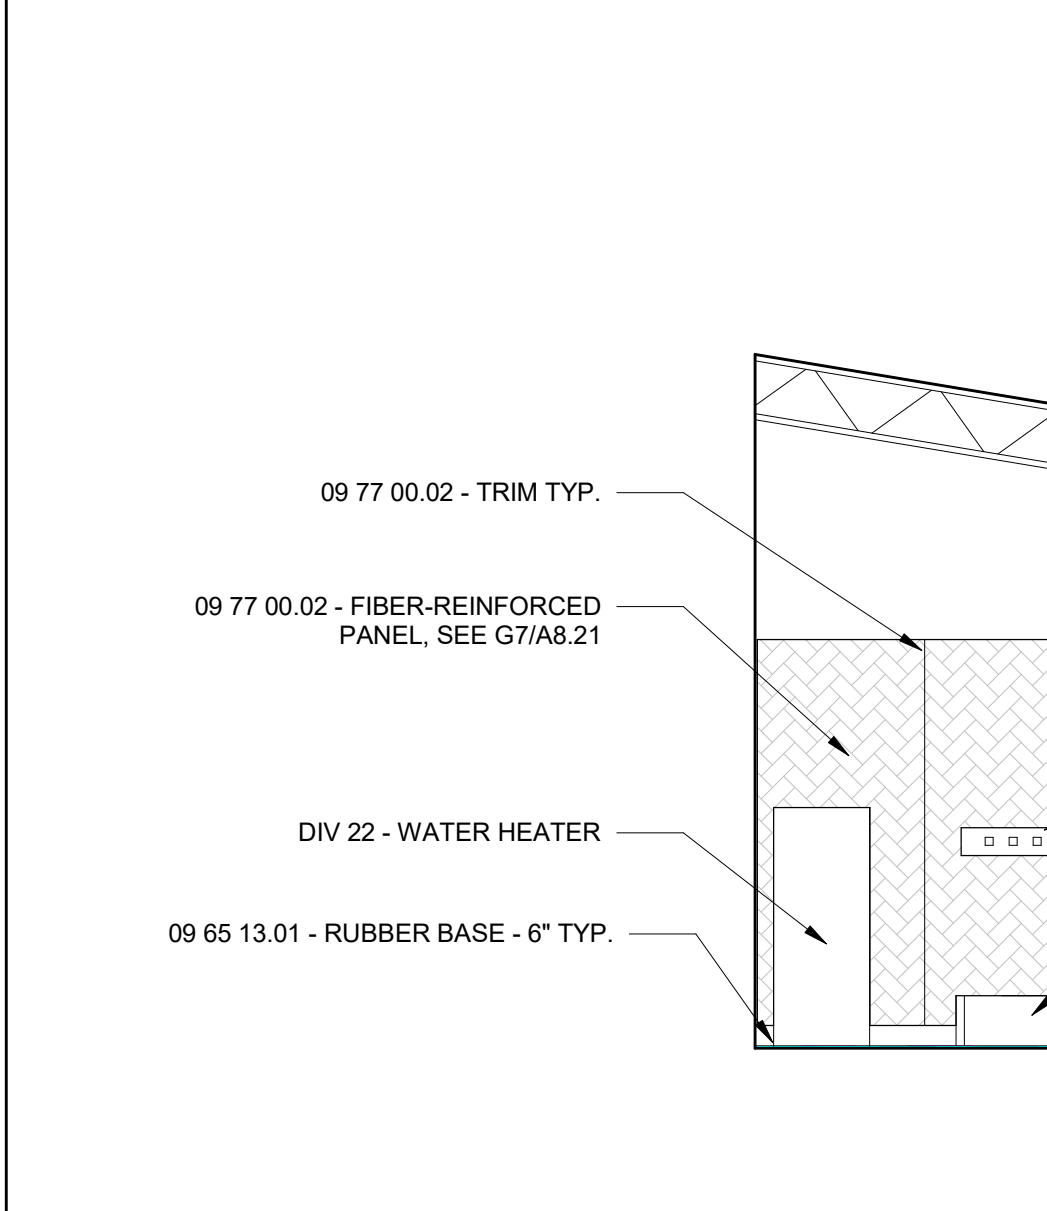 09 77 00.02 - TRIM TYP.
09 77 00.02 - FIBER-REINFORCED
PANEL, SEE G7/A8.21
DIV 22 - WATER HEATER
09 65 13.01 - RUBBER BASE - 6" TYP.